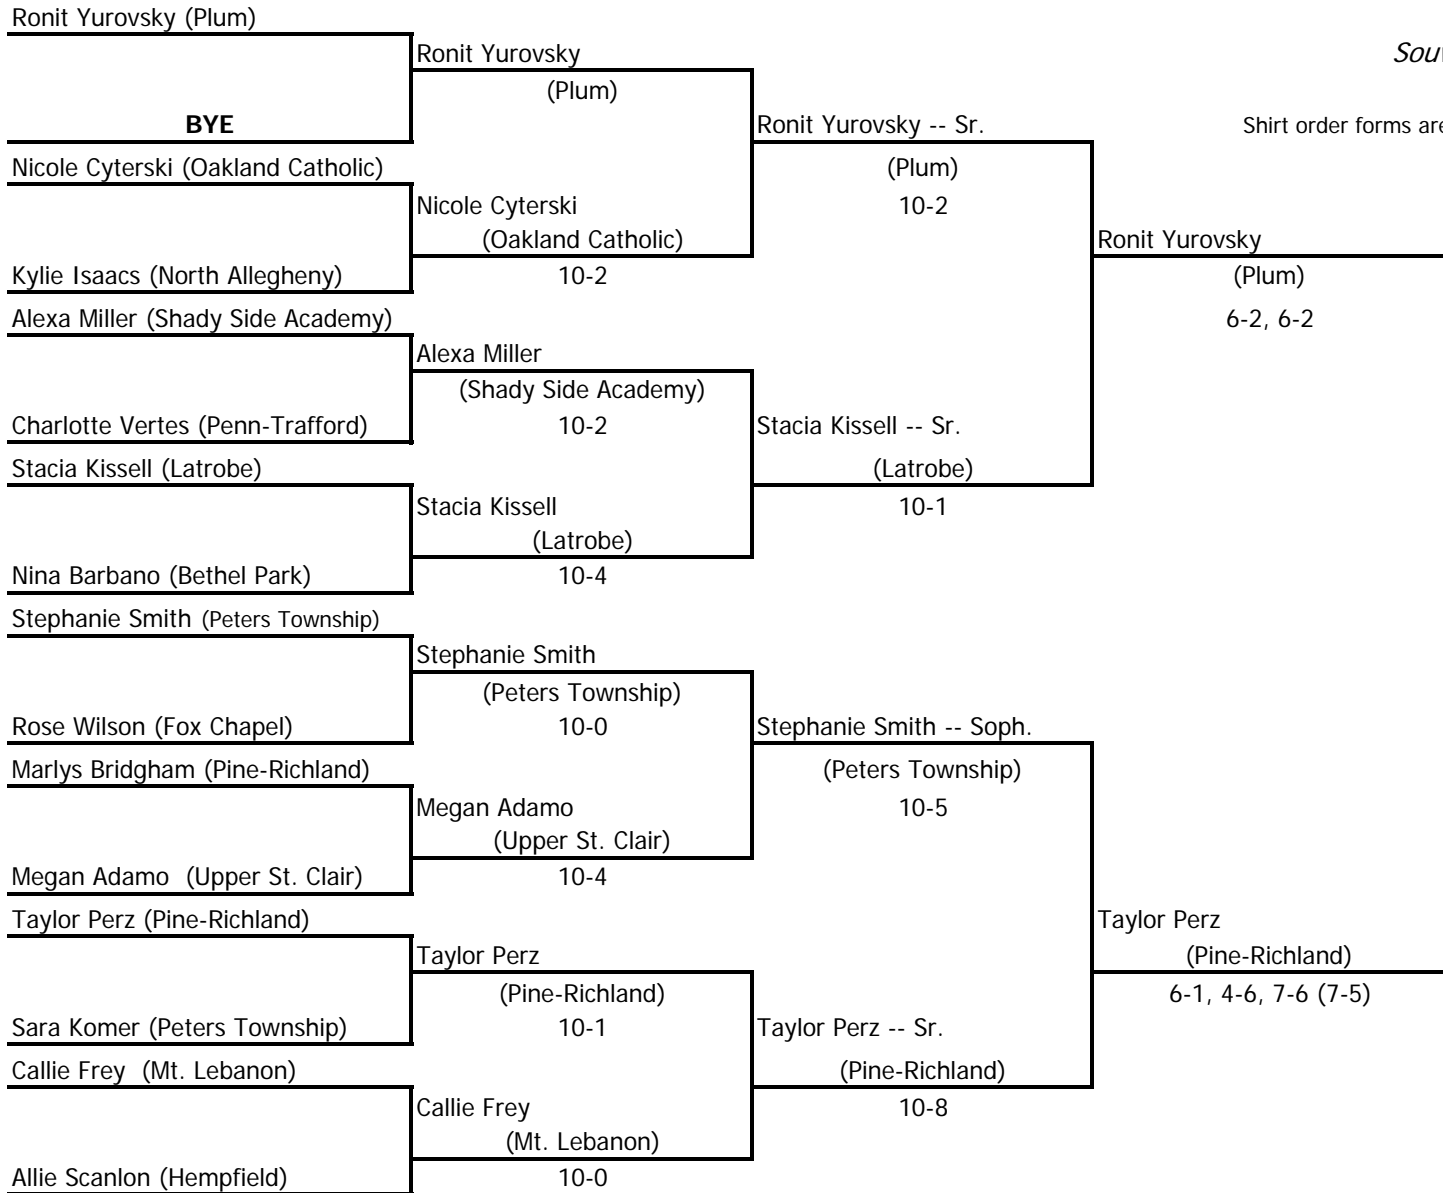 Ronit Yurovsky (Plum)
Ronit Yurovsky
(Plum)
BYE
Ronit Yurovsky -- Sr.
Shirt order forms are
Nicole Cyterski (Oakland Catholic)
(Plum)
Nicole Cyterski
10-2
(Oakland Catholic)
Ronit Yurovsky
Kylie Isaacs (North Allegheny)
10-2
(Plum)
Alexa Miller (Shady Side Academy)
6-2, 6-2
Alexa Miller
(Shady Side Academy)
Charlotte Vertes (Penn-Trafford)
10-2
Stacia Kissell -- Sr.
Stacia Kissell (Latrobe)
(Latrobe)
Stacia Kissell
10-1
(Latrobe)
Nina Barbano (Bethel Park)
10-4
Stephanie Smith (Peters Township)
Stephanie Smith
(Peters Township)
Rose Wilson (Fox Chapel)
10-0
Stephanie Smith -- Soph.
Marlys Bridgham (Pine-Richland)
(Peters Township)
Megan Adamo
10-5
(Upper St. Clair)
Megan Adamo (Upper St. Clair)
10-4
Taylor Perz (Pine-Richland)
Taylor Perz
Taylor Perz
(Pine-Richland)
(Pine-Richland)
6-1, 4-6, 7-6 (7-5)
Sara Komer (Peters Township)
10-1
Taylor Perz -- Sr.
Callie Frey (Mt. Lebanon)
(Pine-Richland)
Callie Frey
10-8
(Mt. Lebanon)
Allie Scanlon (Hempfield)
10-0